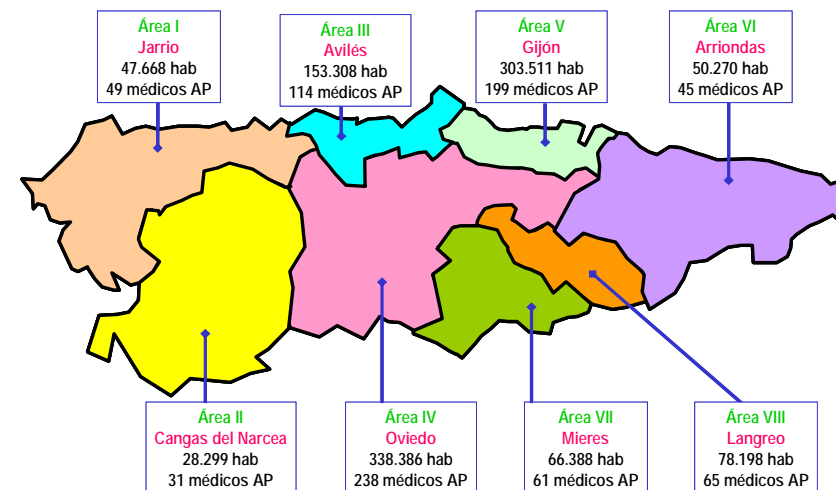 Área I
Jarrio
47.668 hab
49 médicos AP
Área III
Avilés
153.308 hab
114 médicos AP
Área V
Gijón
303.511 hab
199 médicos AP
Área VI
Arriondas
50.270 hab
45 médicos AP
Área II
Cangas del Narcea
28.299 hab
31 médicos AP
Área IV
Oviedo
338.386 hab
238 médicos AP
Área VII
Mieres
66.388 hab
61 médicos AP
Área VIII
Langreo
78.198 hab
65 médicos AP